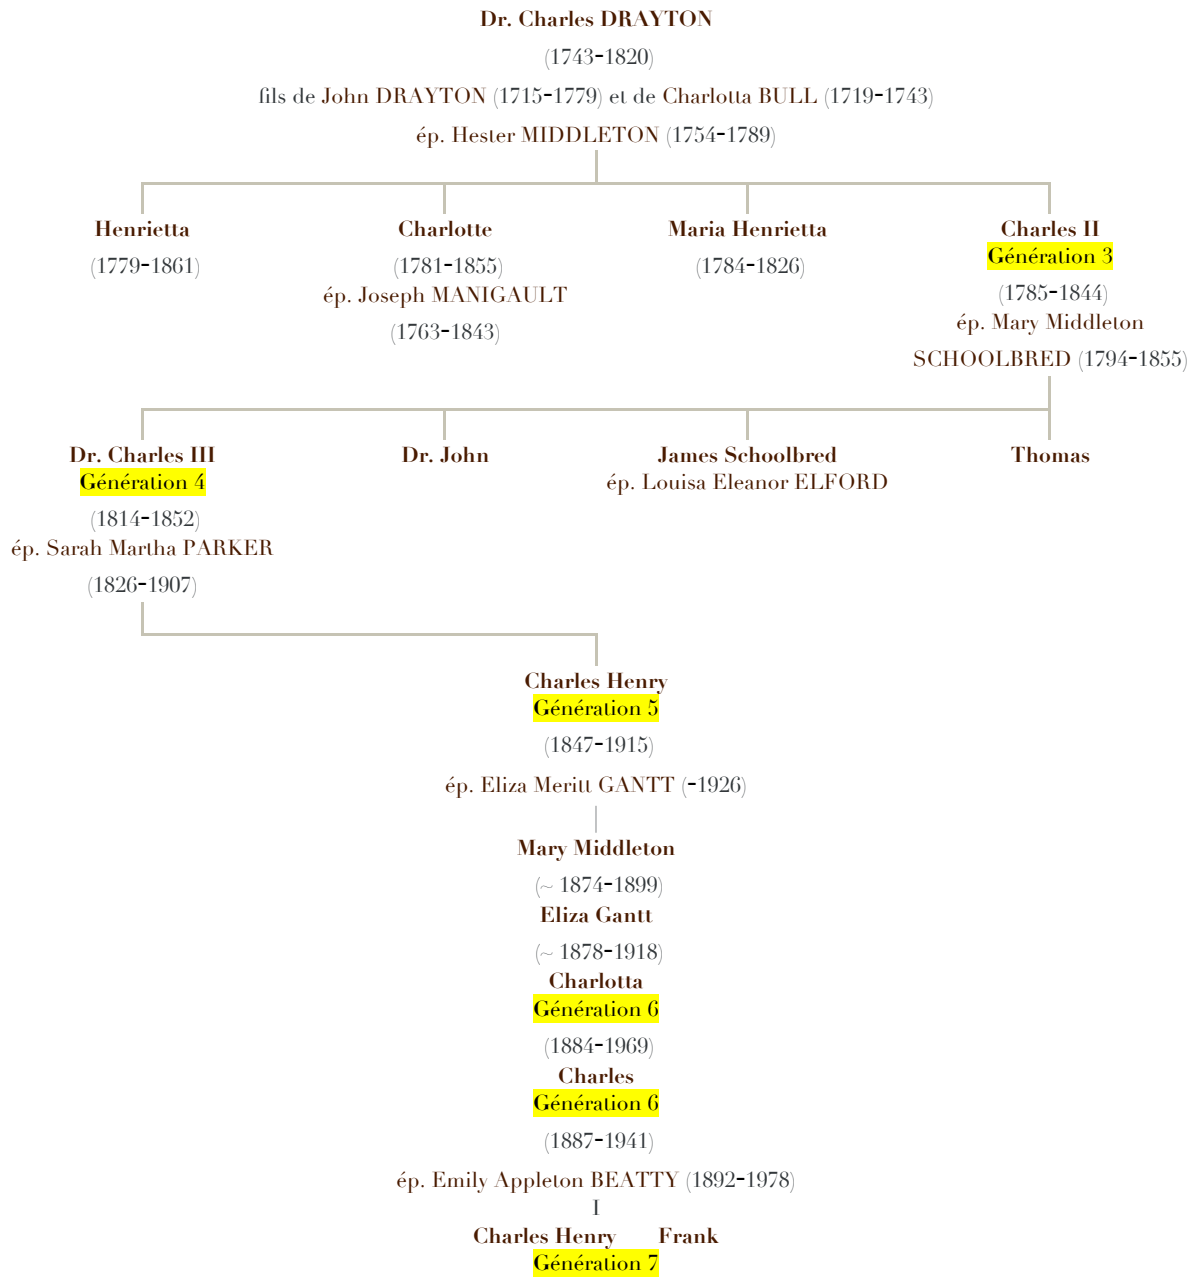 Dr. Charles DRAYTON
(1743-1820)
fils de John DRAYTON (1715-1779) et de Charlotta BULL (1719-1743)
ép. Hester MIDDLETON (1754-1789)
Henrietta
(1779-1861)
Charlotte
(1781-1855)
ép. Joseph MANIGAULT
(1763-1843)
Maria Henrietta
(1784-1826)
Charles II
Génération 3
(1785-1844)
ép. Mary Middleton
SCHOOLBRED (1794-1855)
Dr. Charles III
Génération 4
(1814-1852)
ép. Sarah Martha PARKER
(1826-1907)
Dr. John
James Schoolbred
ép. Louisa Eleanor ELFORD
Thomas
Charles Henry
Génération 5
(1847-1915)
ép. Eliza Meritt GANTT (-1926)
Mary Middleton
(~ 1874-1899)
Eliza Gantt
(~ 1878-1918)
Charlotta
Génération 6
(1884-1969)
Charles
Génération 6
(1887-1941)
ép. Emily Appleton BEATTY (1892-1978)
I
Charles Henry Frank
Génération 7